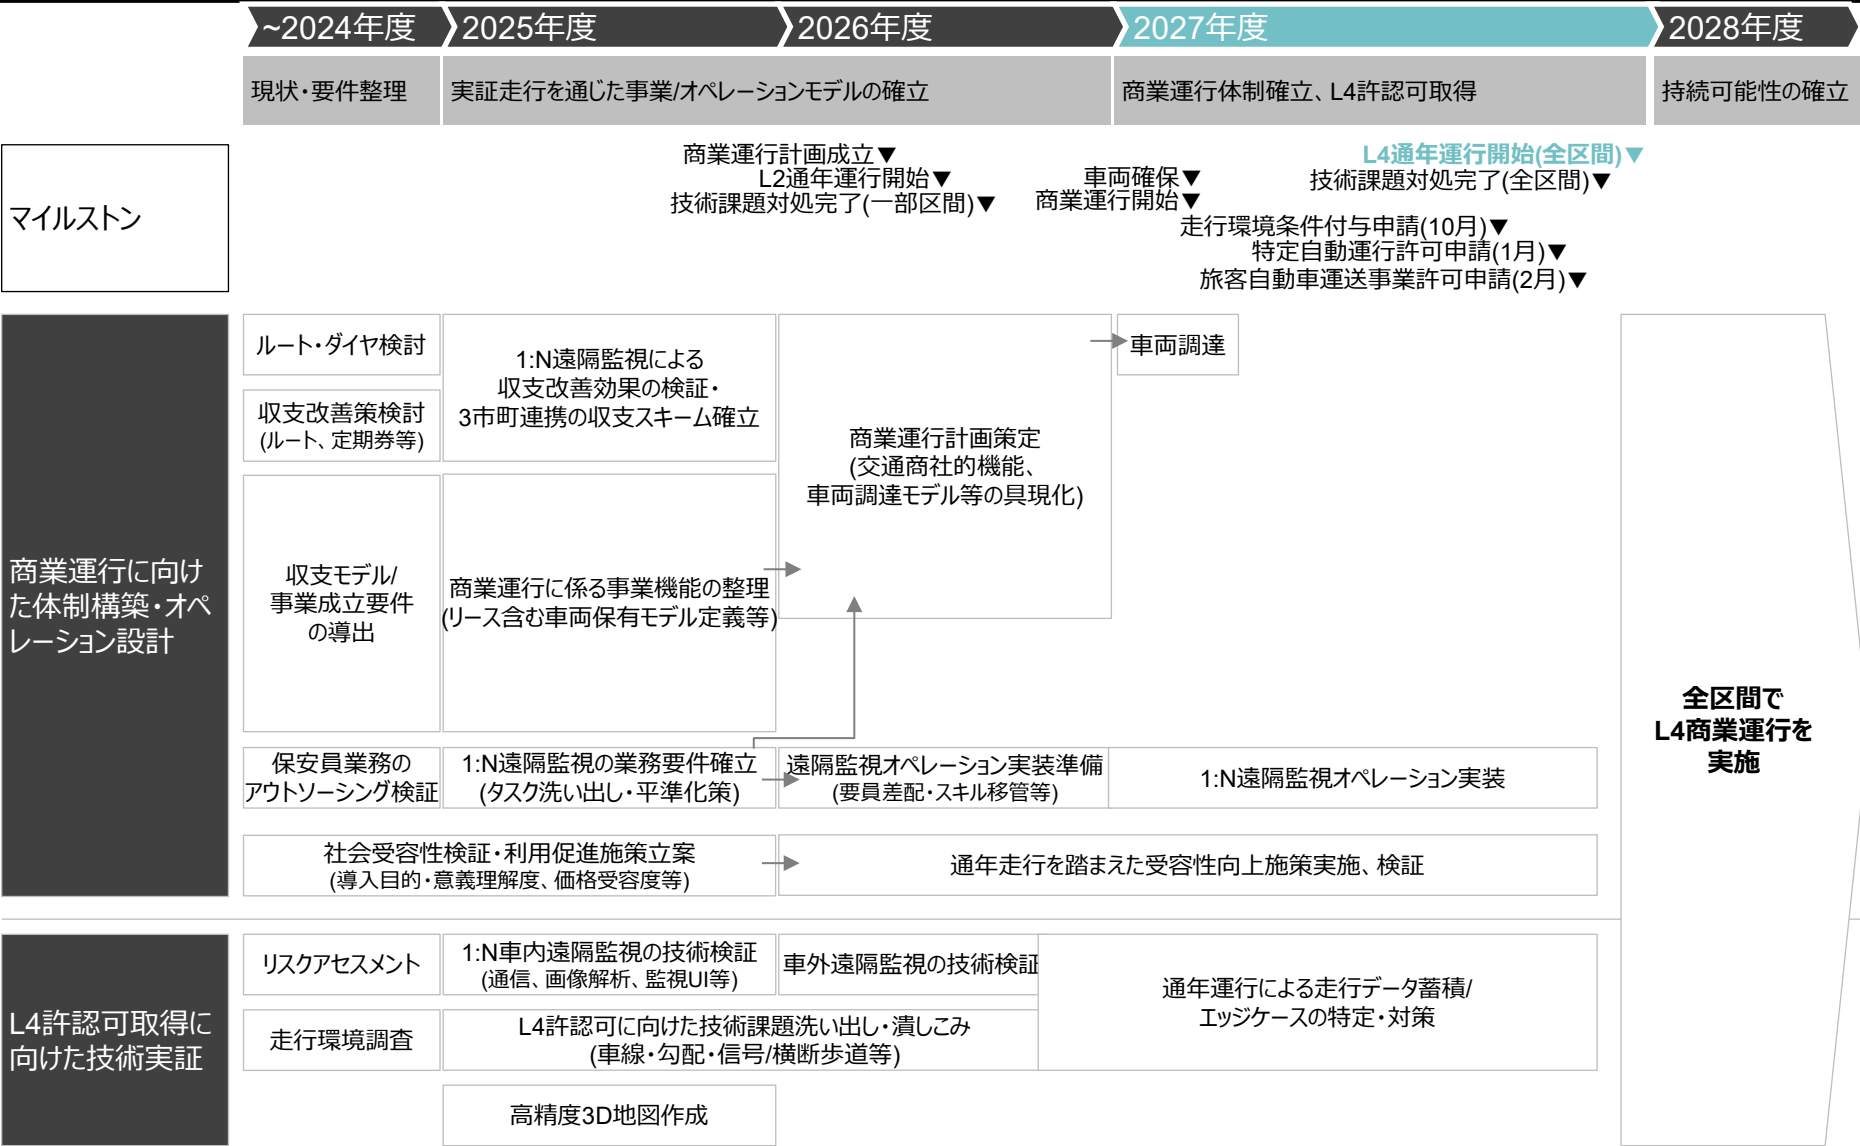 ~2024年度
2025年度
2026年度
2027年度
2028年度
現状・要件整理
実証走行を通じた事業/オペレーションモデルの確立
商業運行体制確立、L4許認可取得
持続可能性の確立
マイルストン
商業運行計画成立▼
L2通年運行開始▼
技術課題対処完了(一部区間)▼
車両確保▼
商業運行開始▼
L4通年運行開始(全区間)▼
技術課題対処完了(全区間)▼
走行環境条件付与申請(10月)▼
特定自動運行許可申請(1月)▼
旅客自動車運送事業許可申請(2月)▼
商業運行に向け
た体制構築・オペ
レーション設計
ルート・ダイヤ検討
収支改善策検討
(ルート、定期券等)
収支モデル/
事業成立要件
の導出
1:N遠隔監視による
収支改善効果の検証・
3市町連携の収支スキーム確立
商業運行に係る事業機能の整理
(リース含む車両保有モデル定義等)
商業運行計画策定
(交通商社的機能、
車両調達モデル等の具現化)
車両調達
保安員業務の
アウトソーシング検証
1:N遠隔監視の業務要件確立
(タスク洗い出し・平準化策)
遠隔監視オペレーション実装準備
(要員差配・スキル移管等)
1:N遠隔監視オペレーション実装
社会受容性検証・利用促進施策立案
(導入目的・意義理解度、価格受容度等)
通年走行を踏まえた受容性向上施策実施、検証
全区間で
L4商業運行を
実施
L4許認可取得に
向けた技術実証
リスクアセスメント
1:N車内遠隔監視の技術検証
(通信、画像解析、監視UI等)
車外遠隔監視の技術検証
走行環境調査
L4許認可に向けた技術課題洗い出し・潰しこみ
(車線・勾配・信号/横断歩道等)
通年運行による走行データ蓄積/
エッジケースの特定・対策
高精度3D地図作成